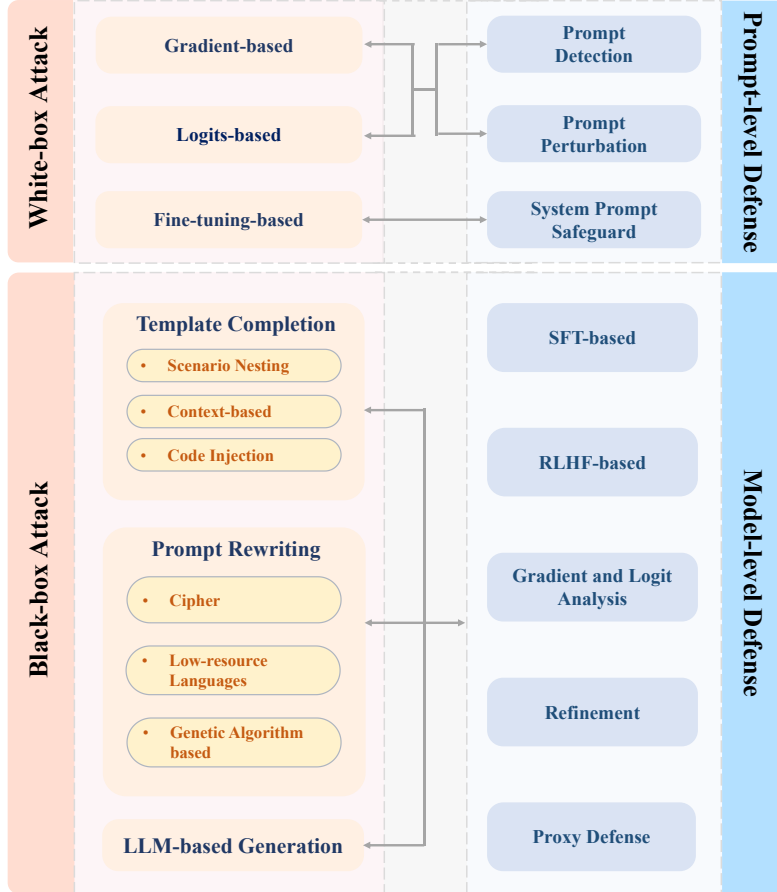 White-box Attack
Gradient-based
Logits-based
Fine-tuning-based
Prompt
Detection
Prompt
Perturbation
System Prompt
Safeguard
Prompt-level Defense
Black-box Attack
Template Completion
• Scenario Nesting
• Context-based
• Code Injection
Prompt Rewriting
• Cipher
• Low-resource
Languages
• Genetic Algorithm
based
LLM-based Generation
SFT-based
RLHF-based
Gradient and Logit
Analysis
Refinement
Proxy Defense
Model-level Defense